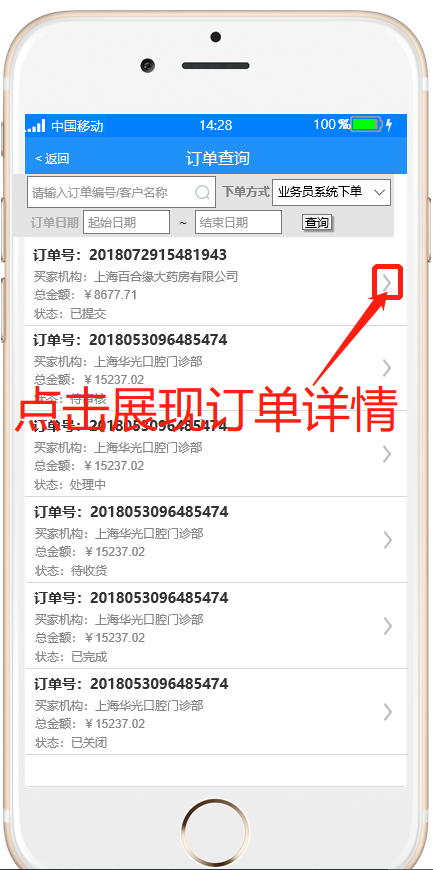 中国移动 14:28 100%
<返回 订单查询
请输入订单编号/客户名称 下单方式 业务员系统下单
订单日期 起始日期 ~ 结束日期 查询
订单号：2018072915481943
买家机构：上海百合缘大药房有限公司
总金额：￥8677.71
状态：已提交
订单号：2018053096485474
买家机构：上海华光口腔门诊部
总金额：￥15237.02
状态：待审核
点击展现订单详情
订单号：2018053096485474
买家机构：上海华光口腔门诊部
总金额：￥15237.02
状态：处理中
订单号：2018053096485474
买家机构：上海华光口腔门诊部
总金额：￥15237.02
状态：待收货
订单号：2018053096485474
买家机构：上海华光口腔门诊部
总金额：￥15237.02
状态：已完成
订单号：2018053096485474
买家机构：上海华光口腔门诊部
总金额：￥15237.02
状态：已关闭